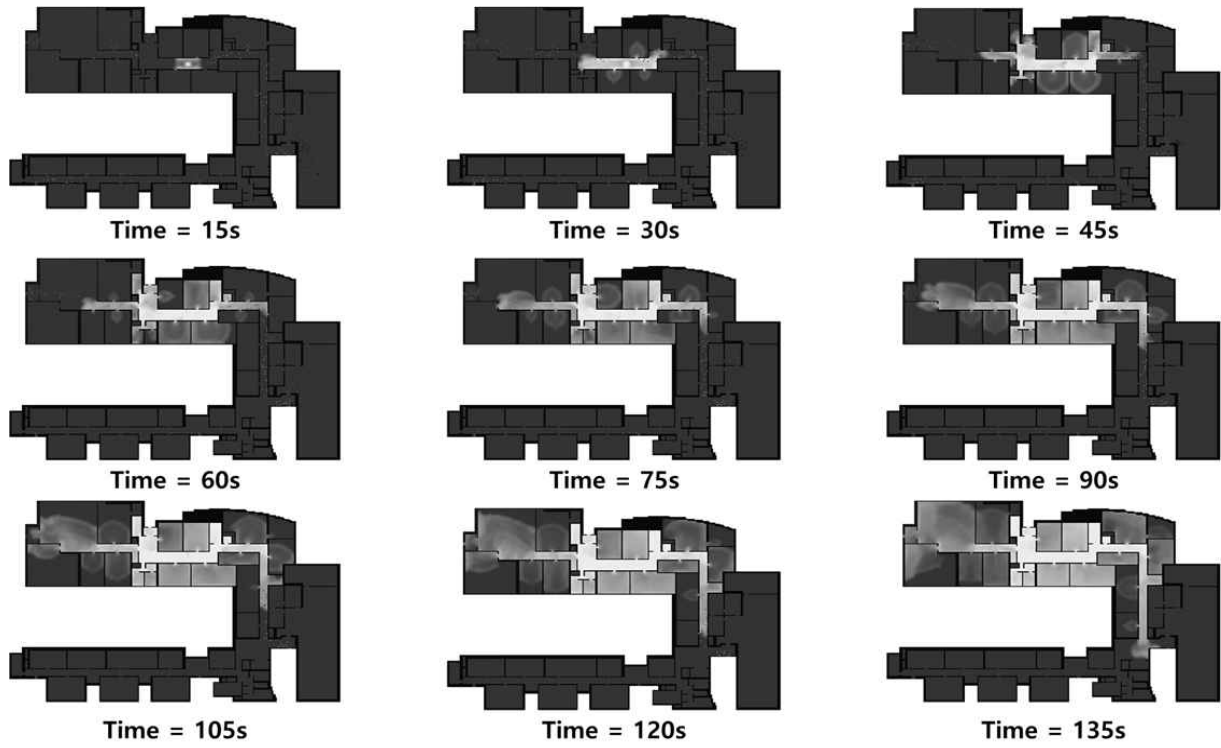 Time = 15s
Time = 30s
Time = 45s
Time = 60s
Time = 75s
Time = 90s
Time = 105s
Time = 120s
Time = 135s